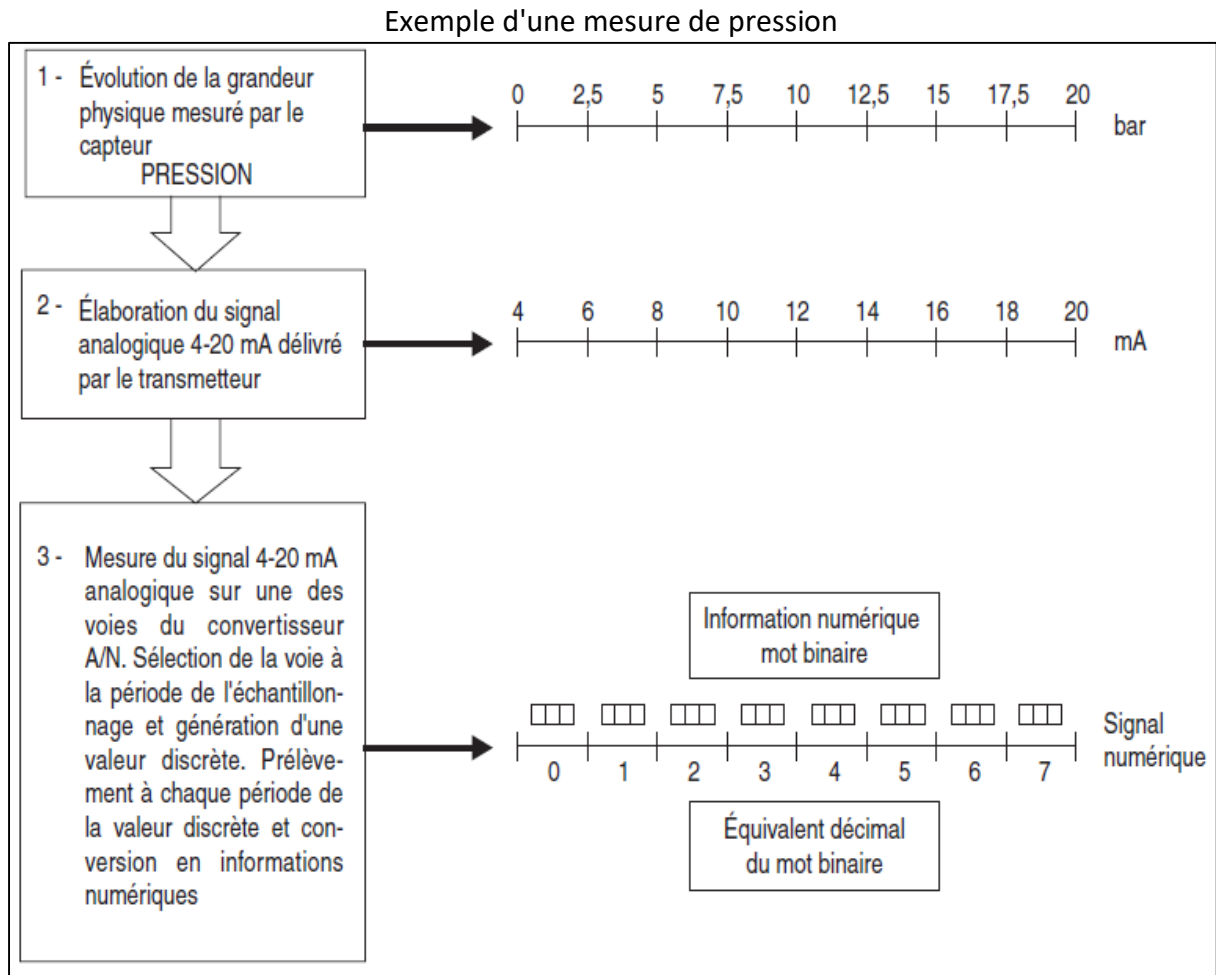 Exemple d'une mesure de pression
1 - Évolution de la grandeur
physique mesuré par le
capteur
PRESSION
0 2,5 5 7,5 10 12,5 15 17,5 20
bar
2 - Élaboration du signal
analogique 4-20 mA délivré
par le transmetteur
4 6 8 10 12 14 16 18 20
mA
3 - Mesure du signal 4-20 mA
analogique sur une des
voies du convertisseur
A/N. Sélection de la voie à
la période de l'échantillon-
nage et génération d'une
valeur discrète. Prélève-
ment à chaque période de
la valeur discrète et con-
version en informations
numériques
Information numérique
mot binaire
Signal
numérique
0 1 2 3 4 5 6 7
Équivalent décimal
du mot binaire